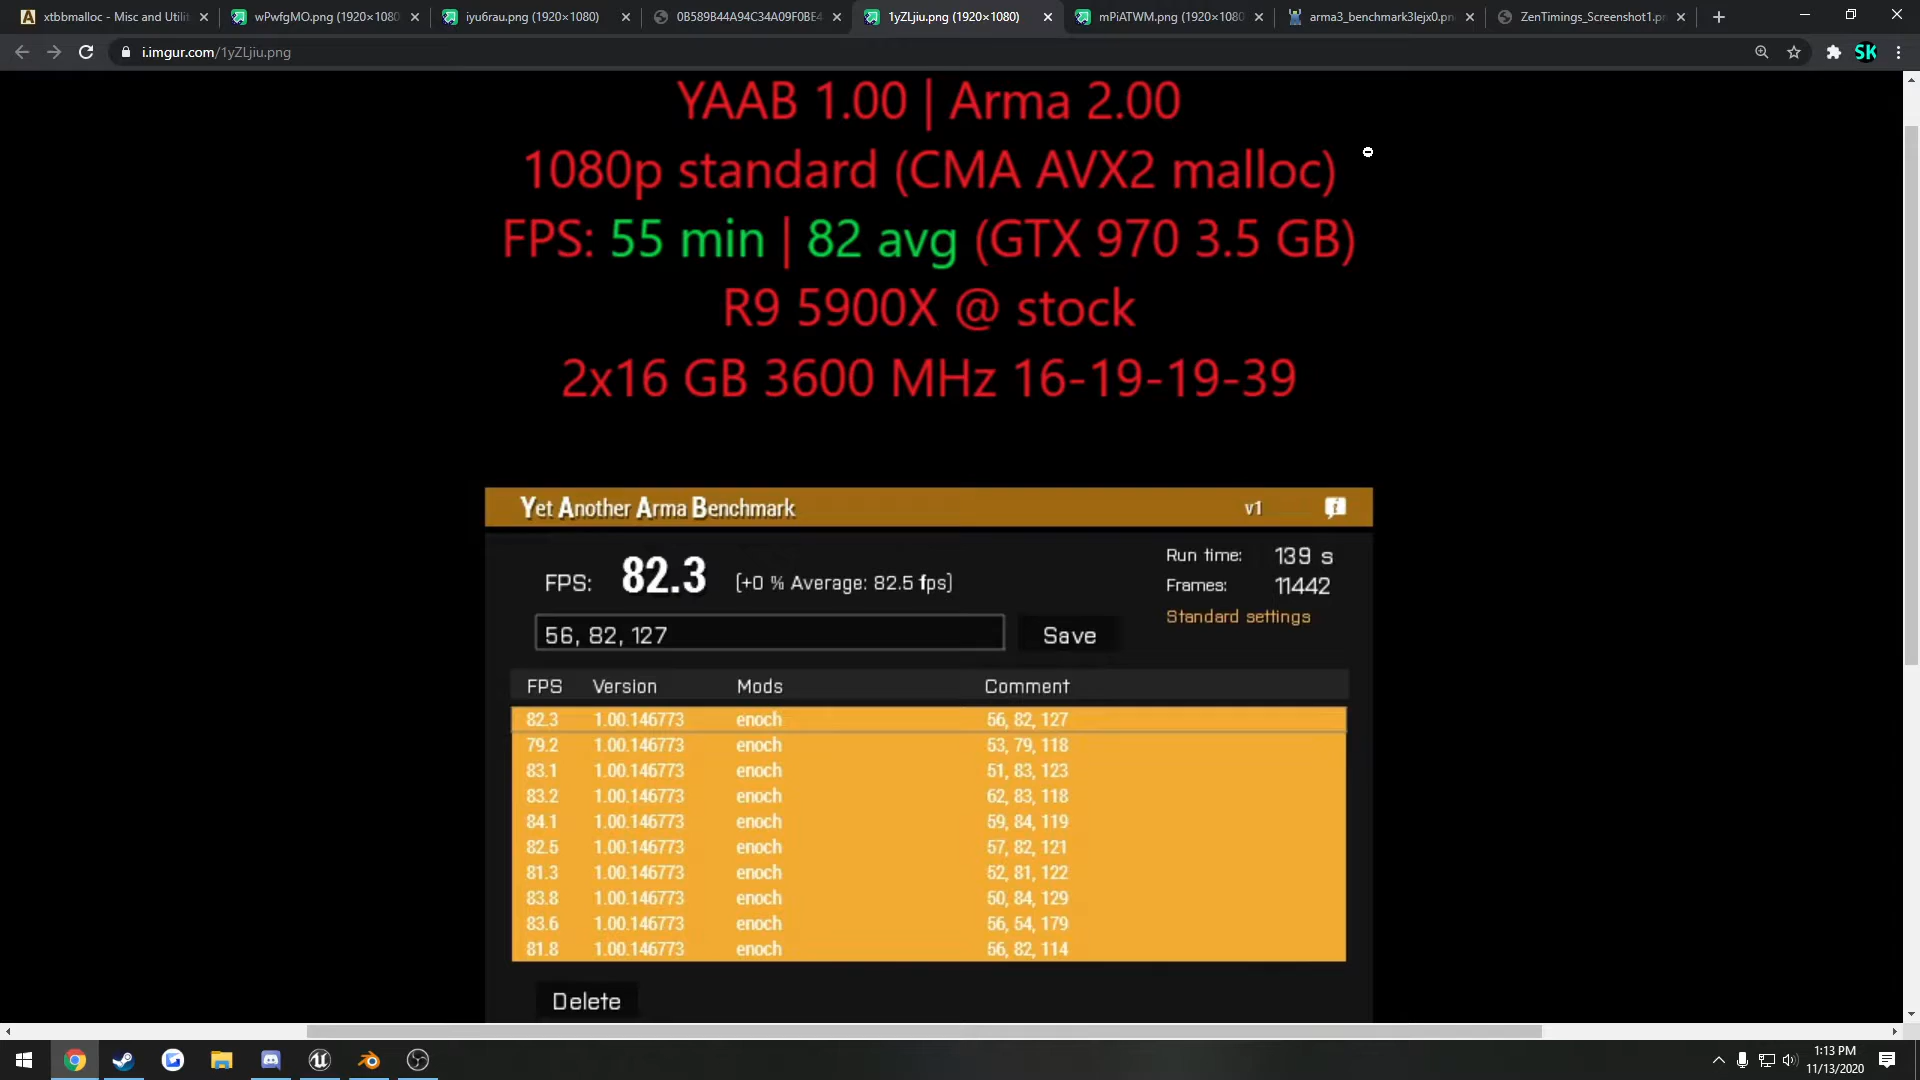 xtbbmalloc - Misc and Utilit
wPwfgMO.png (1920×1080
iyu6rau.png (1920×1080)
0B589B44A94C34A09F0BE4
1yZLjiu.png (1920×1080)
mPiATWM.png (1920×1080
arma3_benchmark3lejx0.pn
ZenTimings_Screenshot1.pn
i.imgur.com/1yZLjiu.png
SK
YAAB 1.00 | Arma 2.00
1080p standard (CMA AVX2 malloc)
FPS: 55 min | 82 avg (GTX 970 3.5 GB)
R9 5900X @ stock
2x16 GB 3600 MHz 16-19-19-39
Yet Another Arma Benchmark v1
FPS: 82.3 (+0 % Average: 82.5 fps)
Run time: 139 s
Frames: 11442
Standard settings
56, 82, 127 Save
FPS Version Mods Comment
82.3 1.00.146773 enoch 56, 82, 127
79.2 1.00.146773 enoch 53, 79, 118
83.1 1.00.146773 enoch 51, 83, 123
83.2 1.00.146773 enoch 62, 83, 118
84.1 1.00.146773 enoch 59, 84, 119
82.5 1.00.146773 enoch 57, 82, 121
81.3 1.00.146773 enoch 52, 81, 122
83.8 1.00.146773 enoch 50, 84, 129
83.6 1.00.146773 enoch 56, 54, 179
81.8 1.00.146773 enoch 56, 82, 114
Delete
1:13 PM
11/13/2020